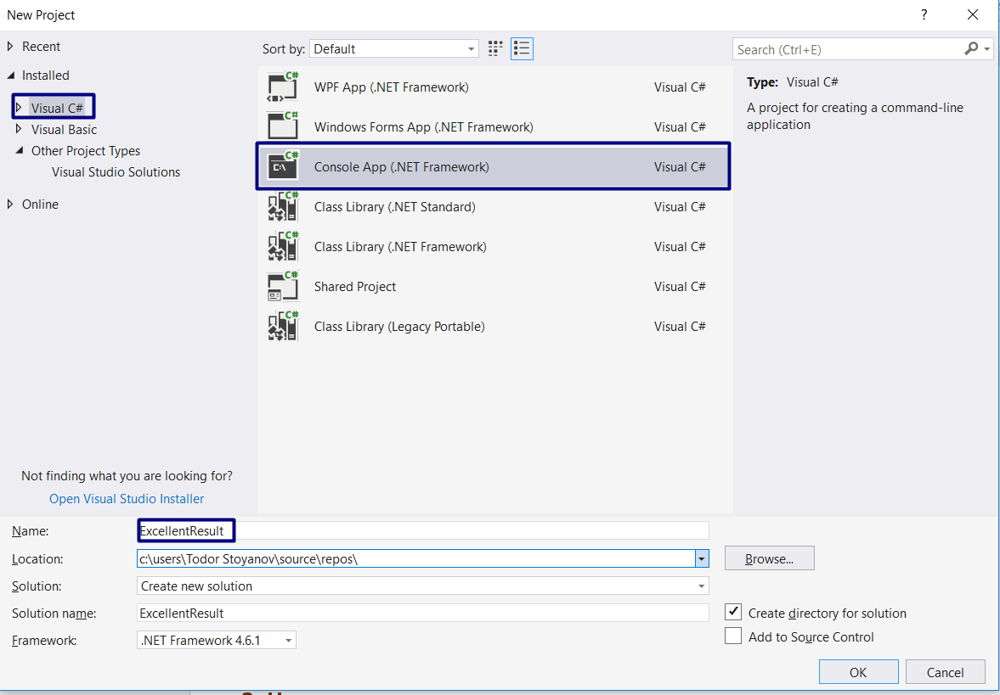 New Project
?
Recent
Installed
Visual C#
Visual Basic
Other Project Types
Visual Studio Solutions
Online
Not finding what you are looking for?
Open Visual Studio Installer
Sort by: Default
C# WPF App (.NET Framework) Visual C#
C# Windows Forms App (.NET Framework) Visual C#
C# C:\ Console App (.NET Framework) Visual C#
C# Class Library (.NET Standard) Visual C#
C# Class Library (.NET Framework) Visual C#
C# Shared Project Visual C#
C# Class Library (Legacy Portable) Visual C#
Search (Ctrl+E)
Type: Visual C#
A project for creating a command-line
application
Name: ExcellentResult
Location: c:\users\Todor Stoyanov\source\repos\
Browse...
Solution: Create new solution
Solution name: ExcellentResult
Create directory for solution
Framework: .NET Framework 4.6.1
Add to Source Control
OK
Cancel